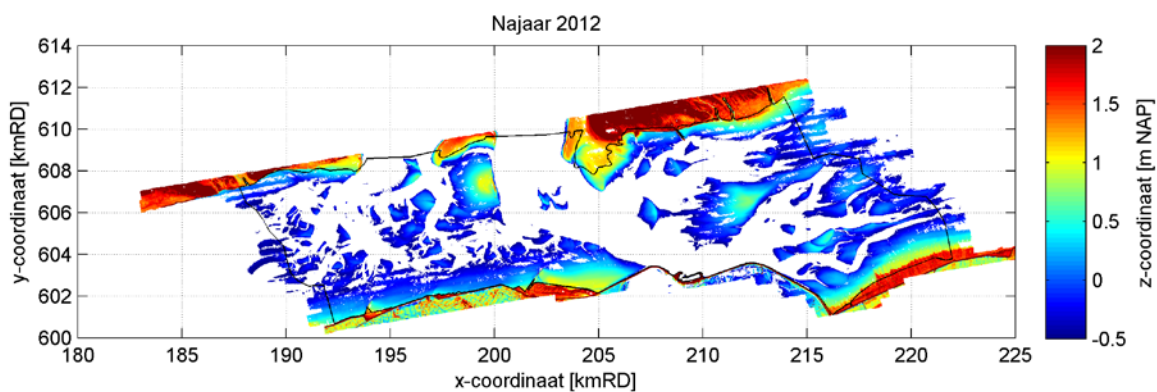 Najaar 2012
y-coordinaat [kmRD]
614
612
610
608
606
604
602
600
180 185 190 195 200 205 210 215 220 225
x-coordinaat [kmRD]
2
1.5
1
0.5
0
-0.5
z-coordinaat [m NAP]